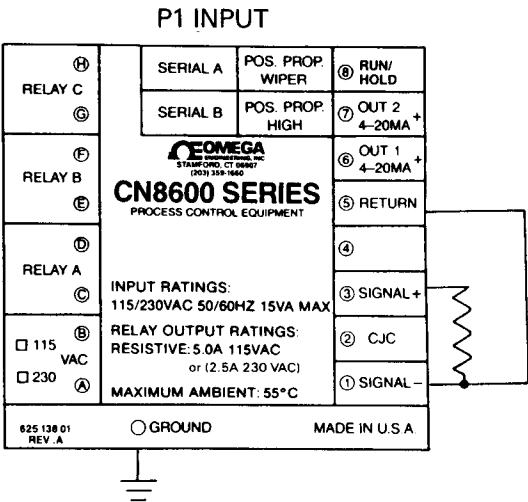 P1 INPUT
H
RELAY C
G
F
RELAY B
E
D
RELAY A
C
B
□ 115
VAC
□ 230
A
SERIAL A
POS. PROP.
WIPER
SERIAL B
POS. PROP.
HIGH
8 RUN/
HOLD
7 OUT 2 +
4–20MA
6 OUT 1 +
4–20MA
5 RETURN
4
3 SIGNAL +
2 CJC
1 SIGNAL –
OMEGA
ENGINEERING, INC
STAMFORD, CT 06907
(203) 359-1660
CN8600 SERIES
PROCESS CONTROL EQUIPMENT
INPUT RATINGS:
115/230VAC 50/60HZ 15VA MAX
RELAY OUTPUT RATINGS:
RESISTIVE: 5.0A 115VAC
or (2.5A 230 VAC)
MAXIMUM AMBIENT: 55°C
625 138 01
REV .A
GROUND
MADE IN U.S.A.